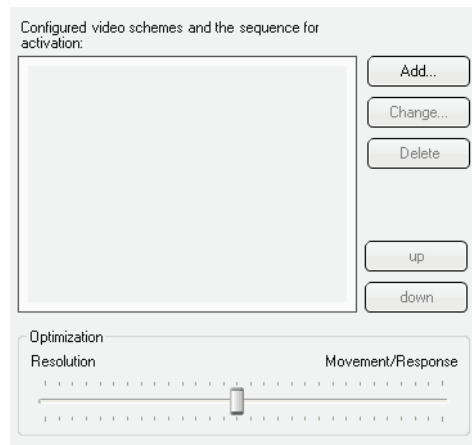 Configured video schemes and the sequence for
activation:
Add...
Change...
Delete
up
down
Optimization
Resolution Movement/Response